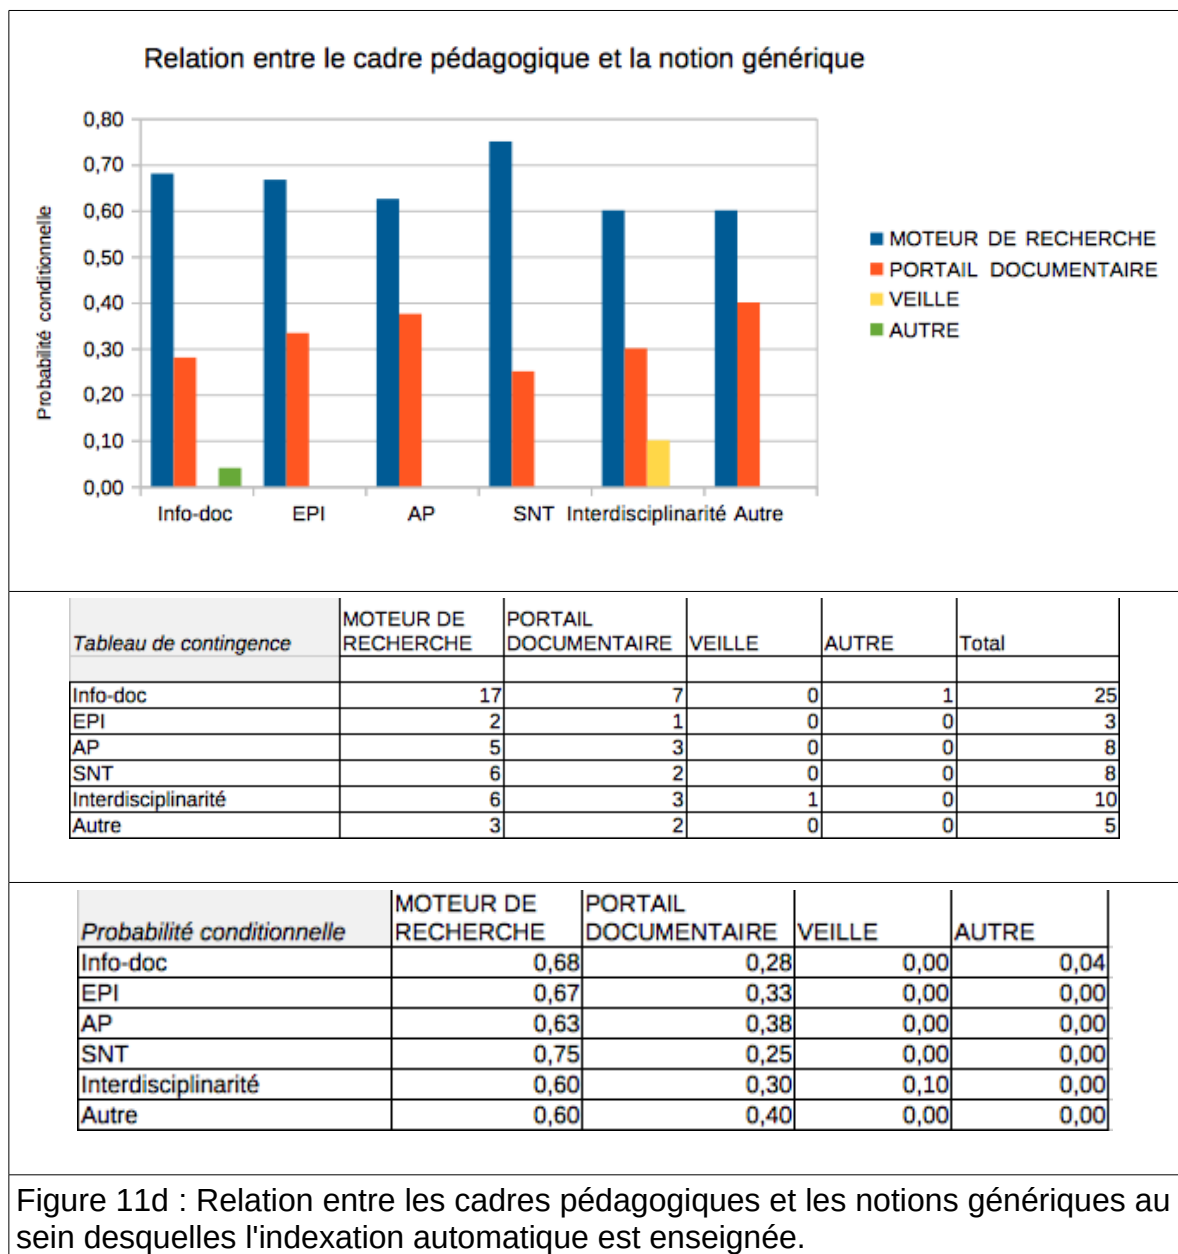 Relation entre le cadre pédagogique et la notion générique
0,80
0,70
0,60
0,50
0,40
0,30
0,20
0,10
0,00
Probabilité conditionnelle
Info-doc EPI AP SNT Interdisciplinarité Autre
MOTEUR DE RECHERCHE
PORTAIL DOCUMENTAIRE
VEILLE
AUTRE
Tableau de contingence MOTEUR DE RECHERCHE PORTAIL DOCUMENTAIRE VEILLE AUTRE Total
Info-doc 17 7 0 1 25
EPI 2 1 0 0 3
AP 5 3 0 0 8
SNT 6 2 0 0 8
Interdisciplinarité 6 3 1 0 10
Autre 3 2 0 0 5
Probabilité conditionnelle MOTEUR DE RECHERCHE PORTAIL DOCUMENTAIRE VEILLE AUTRE
Info-doc 0,68 0,28 0,00 0,04
EPI 0,67 0,33 0,00 0,00
AP 0,63 0,38 0,00 0,00
SNT 0,75 0,25 0,00 0,00
Interdisciplinarité 0,60 0,30 0,10 0,00
Autre 0,60 0,40 0,00 0,00
Figure 11d : Relation entre les cadres pédagogiques et les notions génériques au
sein desquelles l'indexation automatique est enseignée.